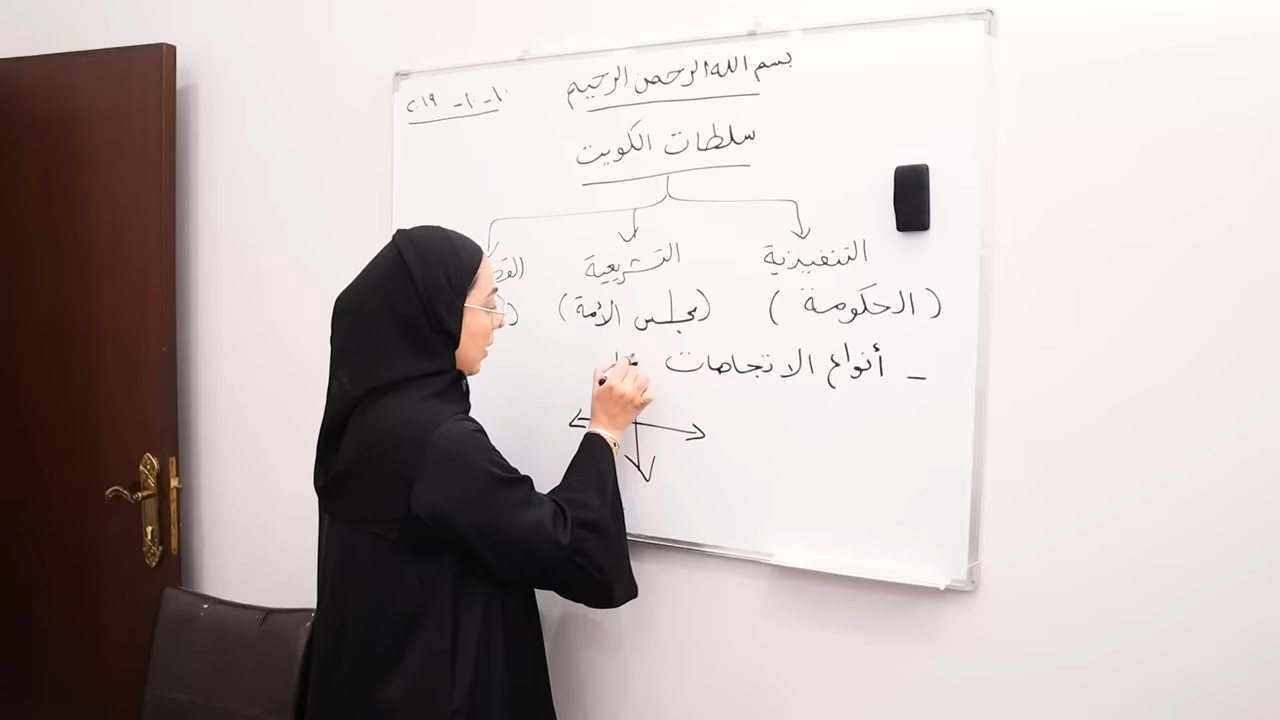 بسم الله الرحمن الرحيم
١٠-١٠-٢٠١٩
سلطات الكويت
التنفيذية
التشريعية
(الحكومة)
(مجلس الأمة)
- أنواع الاتجاهات